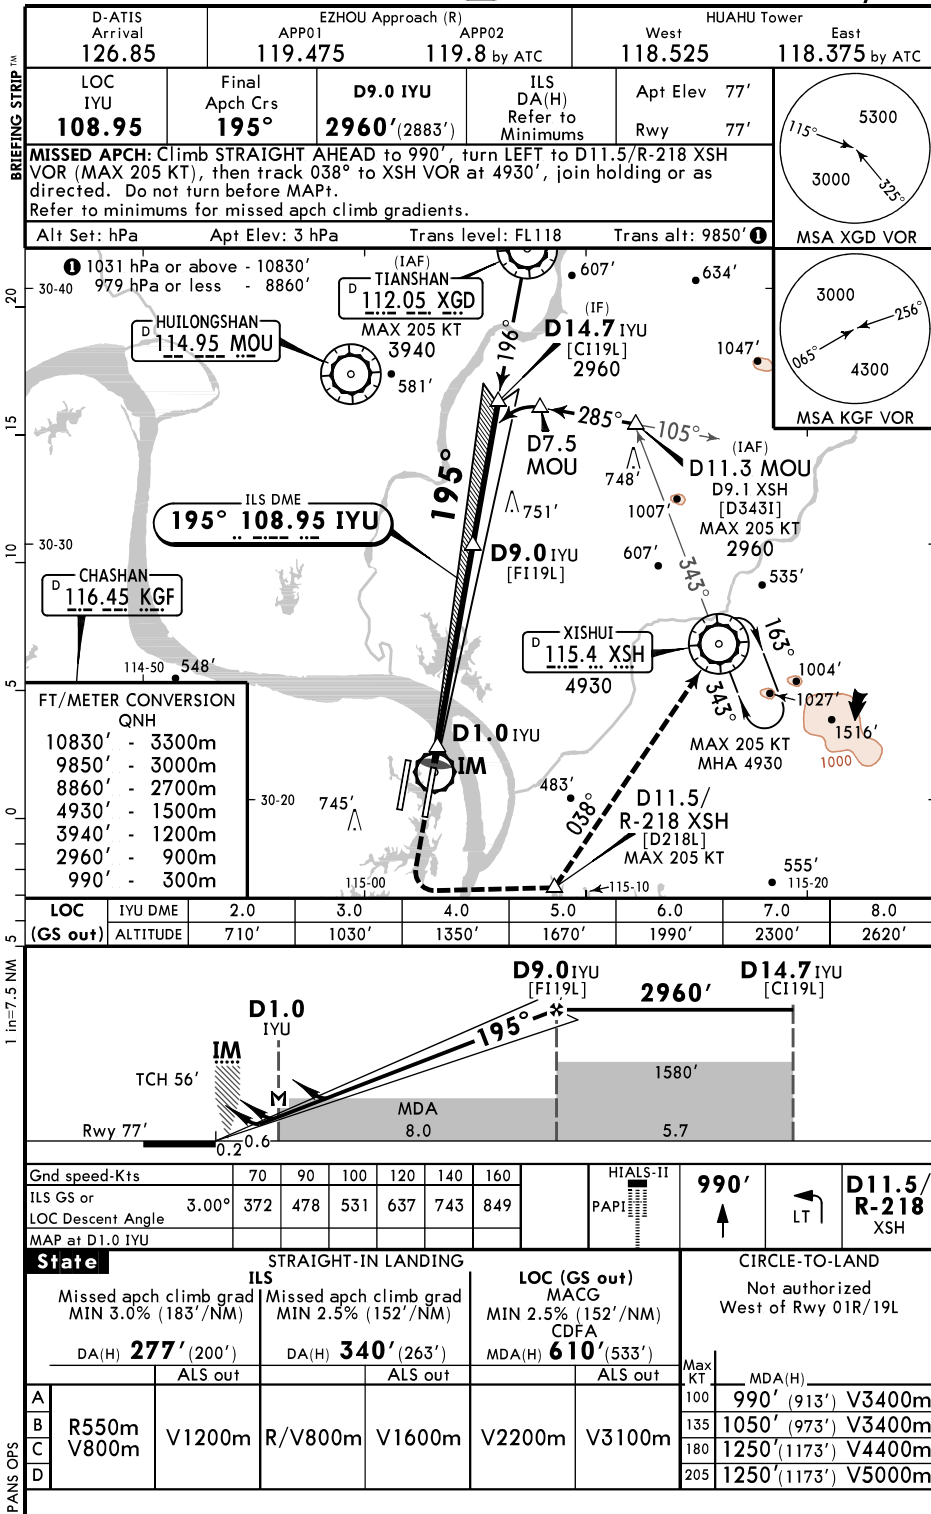 D-ATIS
Arrival
126.85
EZHOU Approach (R)
APP01 APP02
119.475 119.8 by ATC
HUAHU Tower
West East
118.525 118.375 by ATC
BRIEFING STRIP TM
LOC
IYU
108.95
Final
Apch Crs
195°
D9.0 IYU
2960'(2883')
ILS
DA(H)
Refer to
Minimums
Apt Elev 77'
Rwy 77'
MISSED APCH: Climb STRAIGHT AHEAD to 990', turn LEFT to D11.5/R-218 XSH
VOR (MAX 205 KT), then track 038° to XSH VOR at 4930', join holding or as
directed. Do not turn before MAPt.
Refer to minimums for missed apch climb gradients.
Alt Set: hPa Apt Elev: 3 hPa Trans level: FL118 Trans alt: 9850' 1
115°
5300
3000
325°
MSA XGD VOR
3000
256°
065°
4300
MSA KGF VOR
1 1031 hPa or above - 10830'
979 hPa or less - 8860'
30-40
(IAF)
TIANSHAN
D 112.05 XGD
MAX 205 KT
3940
607'
634'
HUILONGSHAN
D 114.95 MOU
581'
196°
(IF)
D14.7 IYU
[CI19L]
2960
1047'
195°
D7.5
MOU
285°
105°
(IAF)
D11.3 MOU
D9.1 XSH
[D343I]
MAX 205 KT
2960
748'
1007'
751'
ILS DME
195° 108.95 IYU
30-30
D9.0 IYU
[FI19L]
607'
343°
535'
CHASHAN
D 116.45 KGF
XISHUI
D 115.4 XSH
4930
163°
343°
1004'
1027'
1516'
1000
MAX 205 KT
MHA 4930
114-50 548'
FT/METER CONVERSION
QNH
10830' - 3300m
9850' - 3000m
8860' - 2700m
4930' - 1500m
3940' - 1200m
2960' - 900m
990' - 300m
D1.0 IYU
IM
30-20
745'
483'
038°
D11.5/
R-218 XSH
[D218L]
MAX 205 KT
555'
115-00
115-10
115-20
20
15
10
5
0
5
1 in=7.5 NM
LOC IYU DME 2.0 3.0 4.0 5.0 6.0 7.0 8.0
(GS out) ALTITUDE 710' 1030' 1350' 1670' 1990' 2300' 2620'
D9.0 IYU
[FI19L]
D14.7 IYU
[CI19L]
2960'
D1.0
IYU
195°
IM
TCH 56'
M
1580'
MDA
Rwy 77'
8.0
5.7
0.2
0.6
Gnd speed-Kts 70 90 100 120 140 160
ILS GS or
LOC Descent Angle 3.00° 372 478 531 637 743 849
MAP at D1.0 IYU
HIALS-II
PAPI
990'
LT
D11.5/
R-218
XSH
State
STRAIGHT-IN LANDING
ILS
Missed apch climb grad
MIN 3.0% (183'/NM)
DA(H) 277'(200')
Missed apch climb grad
MIN 2.5% (152'/NM)
DA(H) 340'(263')
LOC (GS out)
MACG
MIN 2.5% (152'/NM)
CDFA
MDA(H) 610'(533')
CIRCLE-TO-LAND
Not authorized
West of Rwy 01R/19L
ALS out ALS out ALS out
A
B
C
D
R550m
V800m
V1200m
R/V800m
V1600m
V2200m
V3100m
Max
KT MDA(H)
100 990' (913') V3400m
135 1050' (973') V3400m
180 1250'(1173') V4400m
205 1250'(1173') V5000m
PANS OPS